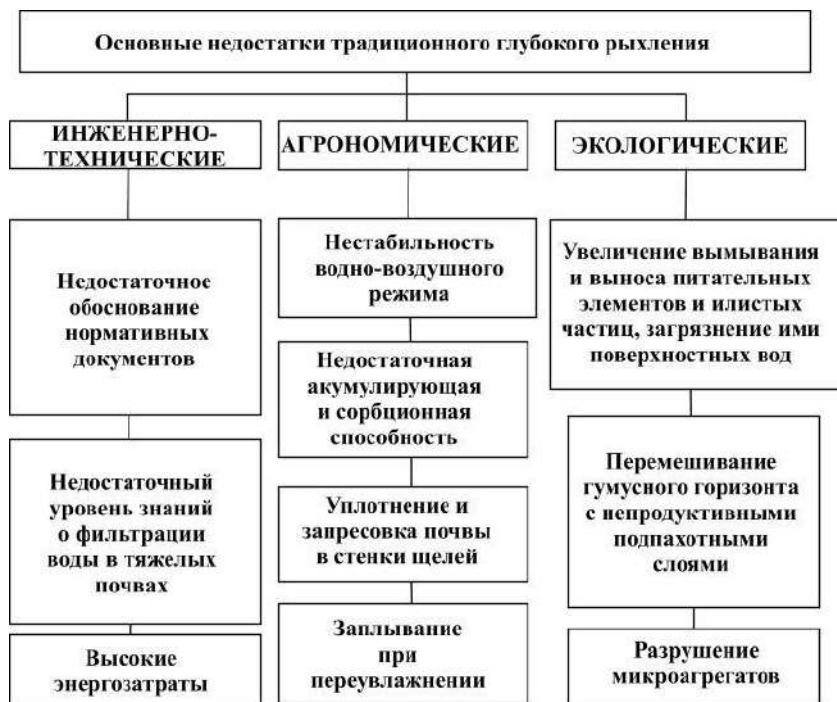 Основные недостатки традиционного глубокого рыхления
ИНЖЕНЕРНО-
ТЕХНИЧЕСКИЕ
Недостаточное
обоснование
нормативных
документов
Недостаточный
уровень знаний
о фильтрации
воды в тяжелых
почвах
Высокие
энергозатраты
АГРОНОМИЧЕСКИЕ
Нестабильность
водно-воздушного
режима
Недостаточная
акумулирующая
и сорбционная
способность
Уплотнение и
запресовка почвы
в стенки щелей
Заплывание
при
переувлажнении
ЭКОЛОГИЧЕСКИЕ
Увеличение вымывания
и выноса питательных
элементов и илистых
частиц, загрязнение ими
поверхностных вод
Перемешивание
гумусного горизонта
с непродуктивными
подпахотными
слоями
Разрушение
микроагрегатов